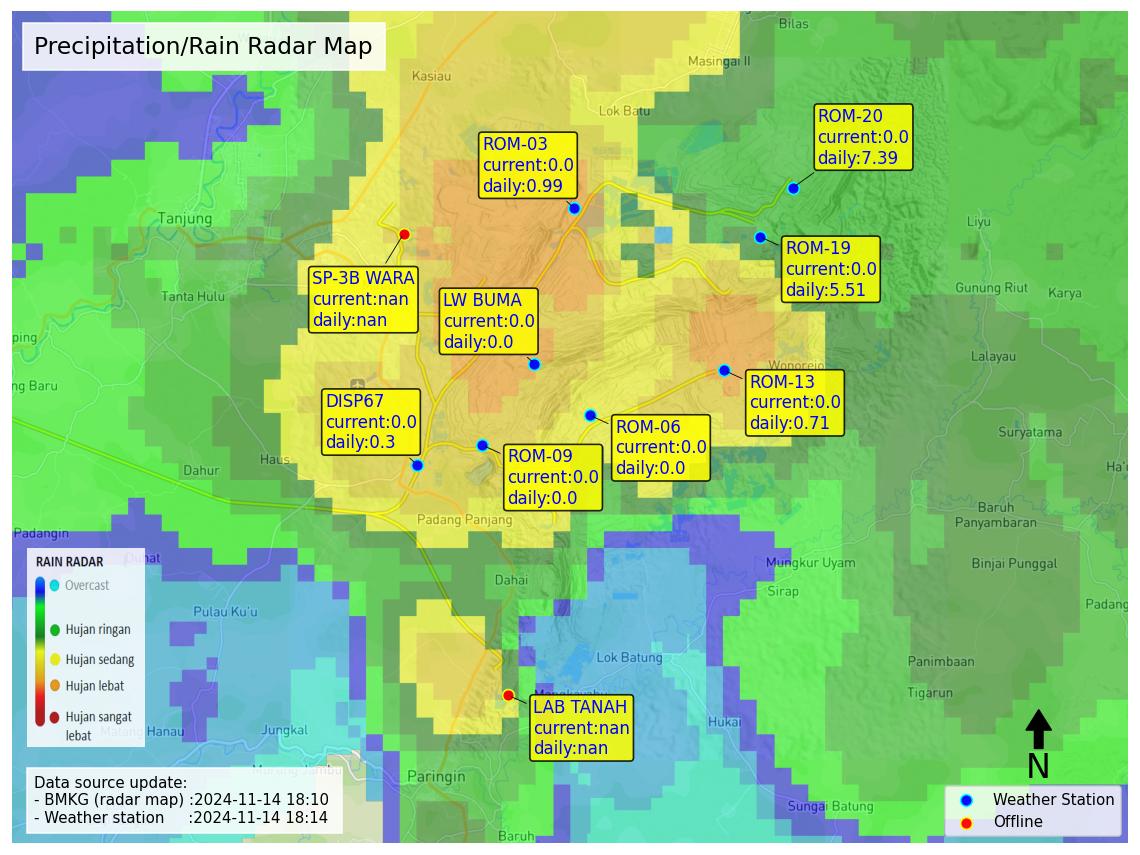 Precipitation/Rain Radar Map
Bilas
Masingai II
Kasiau
Lok Batu
ROM-20
current:0.0
daily:7.39
ROM-03
current:0.0
daily:0.99
Tanjung
Liyu
ROM-19
current:0.0
daily:5.51
SP-3B WARA
current:nan
daily:nan
Tanta Hulu
LW BUMA
current:0.0
daily:0.0
Gunung Riut
Karya
ping
Lalayau
Wonorejo
ng Baru
ROM-13
current:0.0
daily:0.71
DISP67
current:0.0
daily:0.3
ROM-06
current:0.0
daily:0.0
Suryatama
ROM-09
current:0.0
daily:0.0
Haus
Dahur
Ha'u
Padang Panjang
Baruh
Panyambaran
Padangin
Dunat
Mungkur Uyam
Binjai Punggal
Dahai
Sirap
Padang
RAIN RADAR
Overcast
Hujan ringan
Hujan sedang
Hujan lebat
Hujan sangat
lebat
Pulau Ku'u
Lok Batung
Panimbaan
Tigarun
LAB TANAH
current:nan
daily:nan
Hukai
Jungkal
Paringin
N
Data source update:
- BMKG (radar map) :2024-11-14 18:10
- Weather station :2024-11-14 18:14
Weather Station
Offline
Sungai Batung
Baruh